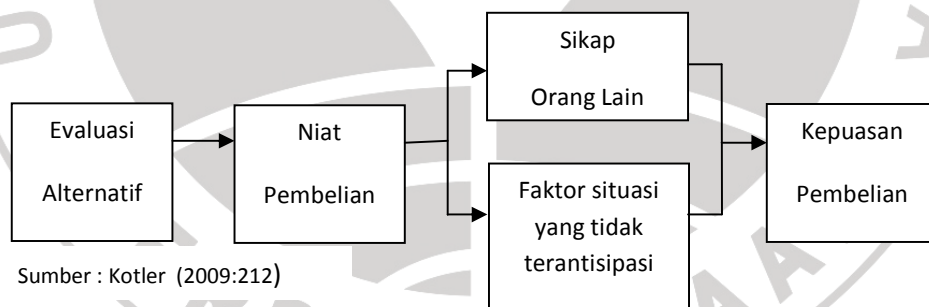 Evaluasi
Alternatif
Niat
Pembelian
Sikap
Orang Lain
Faktor situasi
yang tidak
terantisipasi
Kepuasan
Pembelian
Sumber : Kotler (2009:212)